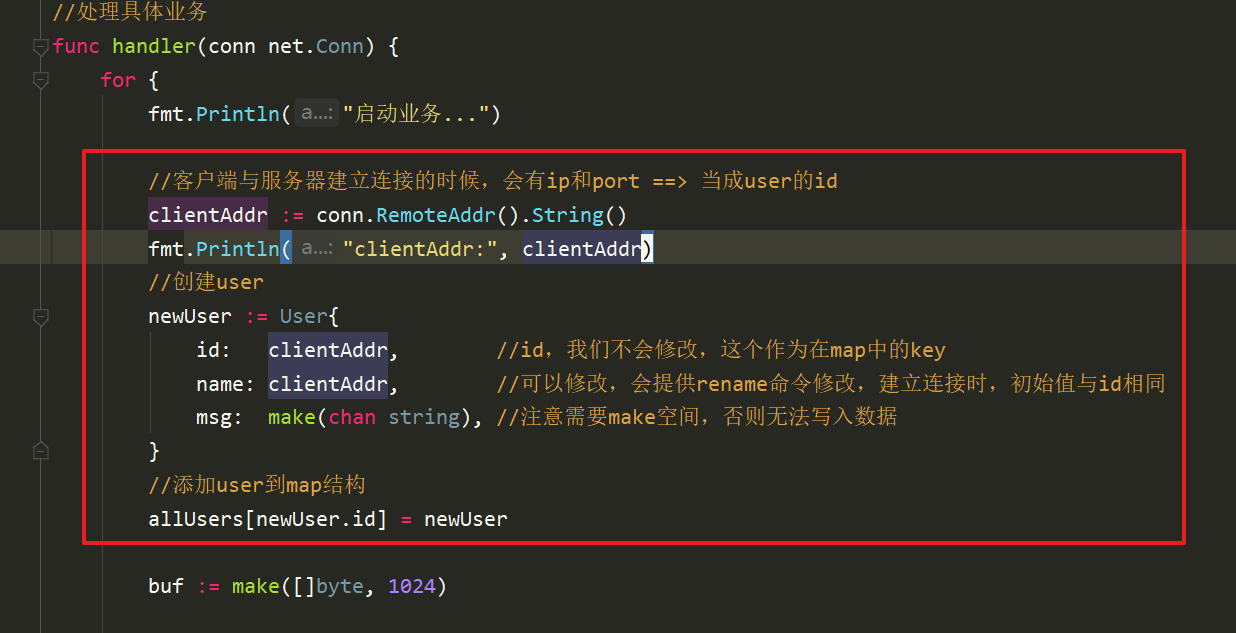 //处理具体业务
func handler(conn net.Conn) {
for {
fmt.Println( a...: "启动业务...")
//客户端与服务器建立连接的时候，会有ip和port ==> 当成user的id
clientAddr := conn.RemoteAddr().String()
fmt.Println( a...: "clientAddr:", clientAddr)
//创建user
newUser := User{
id: clientAddr, //id，我们不会修改，这个作为在map中的key
name: clientAddr, //可以修改，会提供rename命令修改，建立连接时，初始值与id相同
msg: make(chan string), //注意需要make空间，否则无法写入数据
}
//添加user到map结构
allUsers[newUser.id] = newUser
buf := make([]byte, 1024)